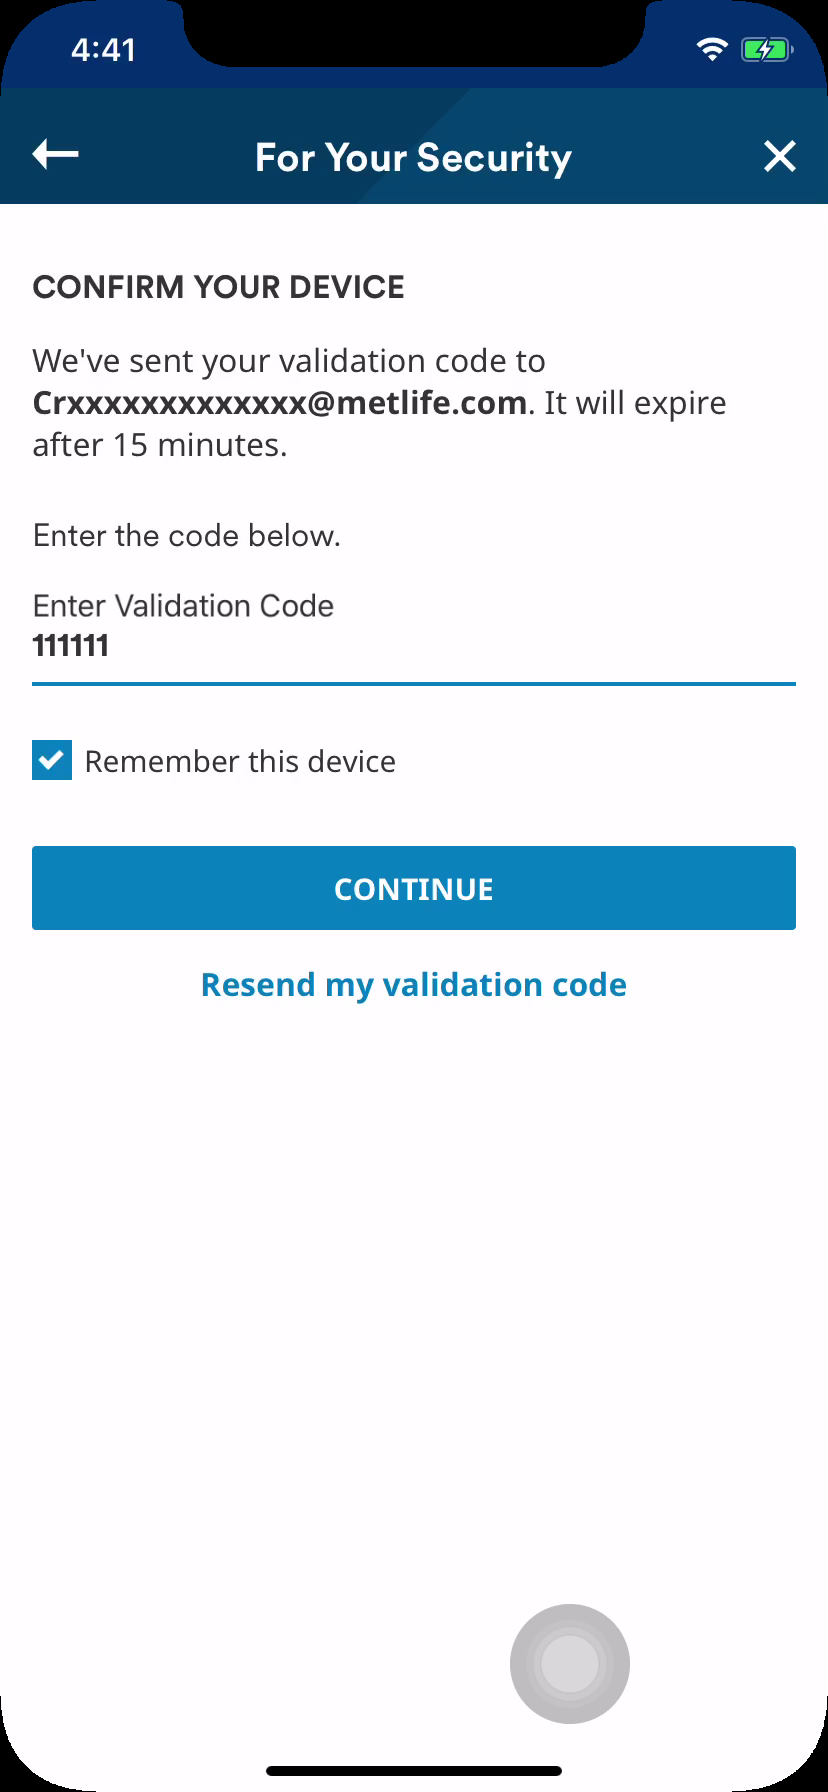 4:41
For Your Security
CONFIRM YOUR DEVICE
We've sent your validation code to
Crxxxxxxxxxxxxx@metlife.com. It will expire
after 15 minutes.
Enter the code below.
Enter Validation Code
111111
Remember this device
CONTINUE
Resend my validation code